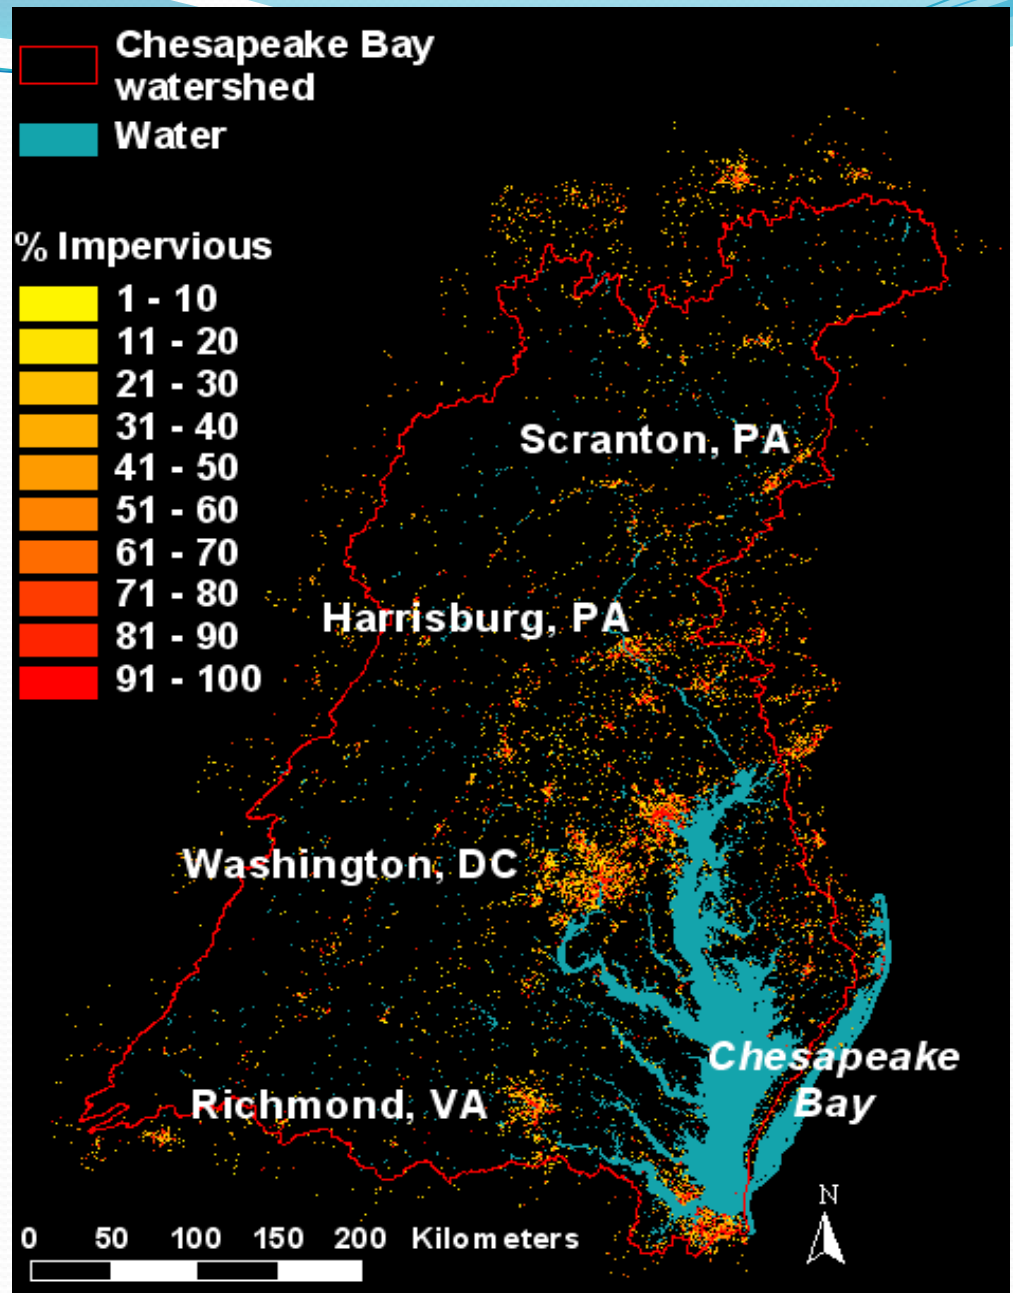 Chesapeake Bay
watershed
Water
% Impervious
1 - 10
11 - 20
21 - 30
31 - 40
41 - 50
51 - 60
61 - 70
71 - 80
81 - 90
91 - 100
Scranton, PA
Harrisburg, PA
Washington, DC
Chesapeake
Bay
Richmond, VA
N
0 50 100 150 200 Kilometers